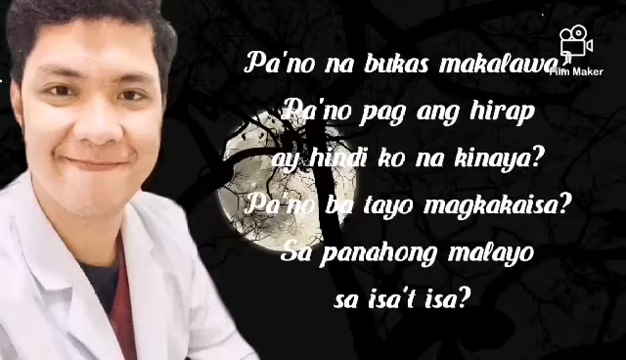 Pa'no na bukas makalawa,
Film Maker
Pa'no pag ang hirap
ay hindi ko na kinaya?
Pa'no ba tayo magkakaisa?
Sa panahong malayo
sa isa't isa?